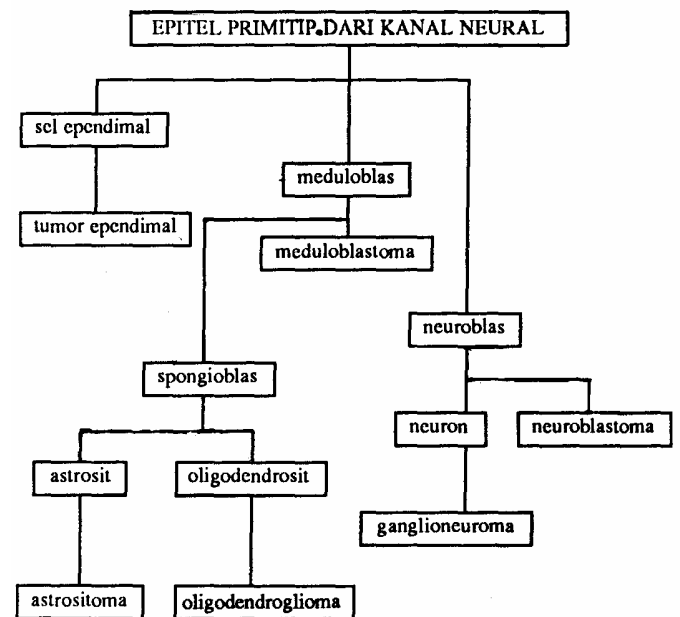 EPITEL PRIMITIP.DARI KANAL NEURAL
sel ependimal
meduloblas
tumor ependimal
meduloblastoma
neuroblas
spongioblas
neuron
neuroblastoma
astrosit
oligodendrosit
ganglioneuroma
astrositoma
oligodendroglioma